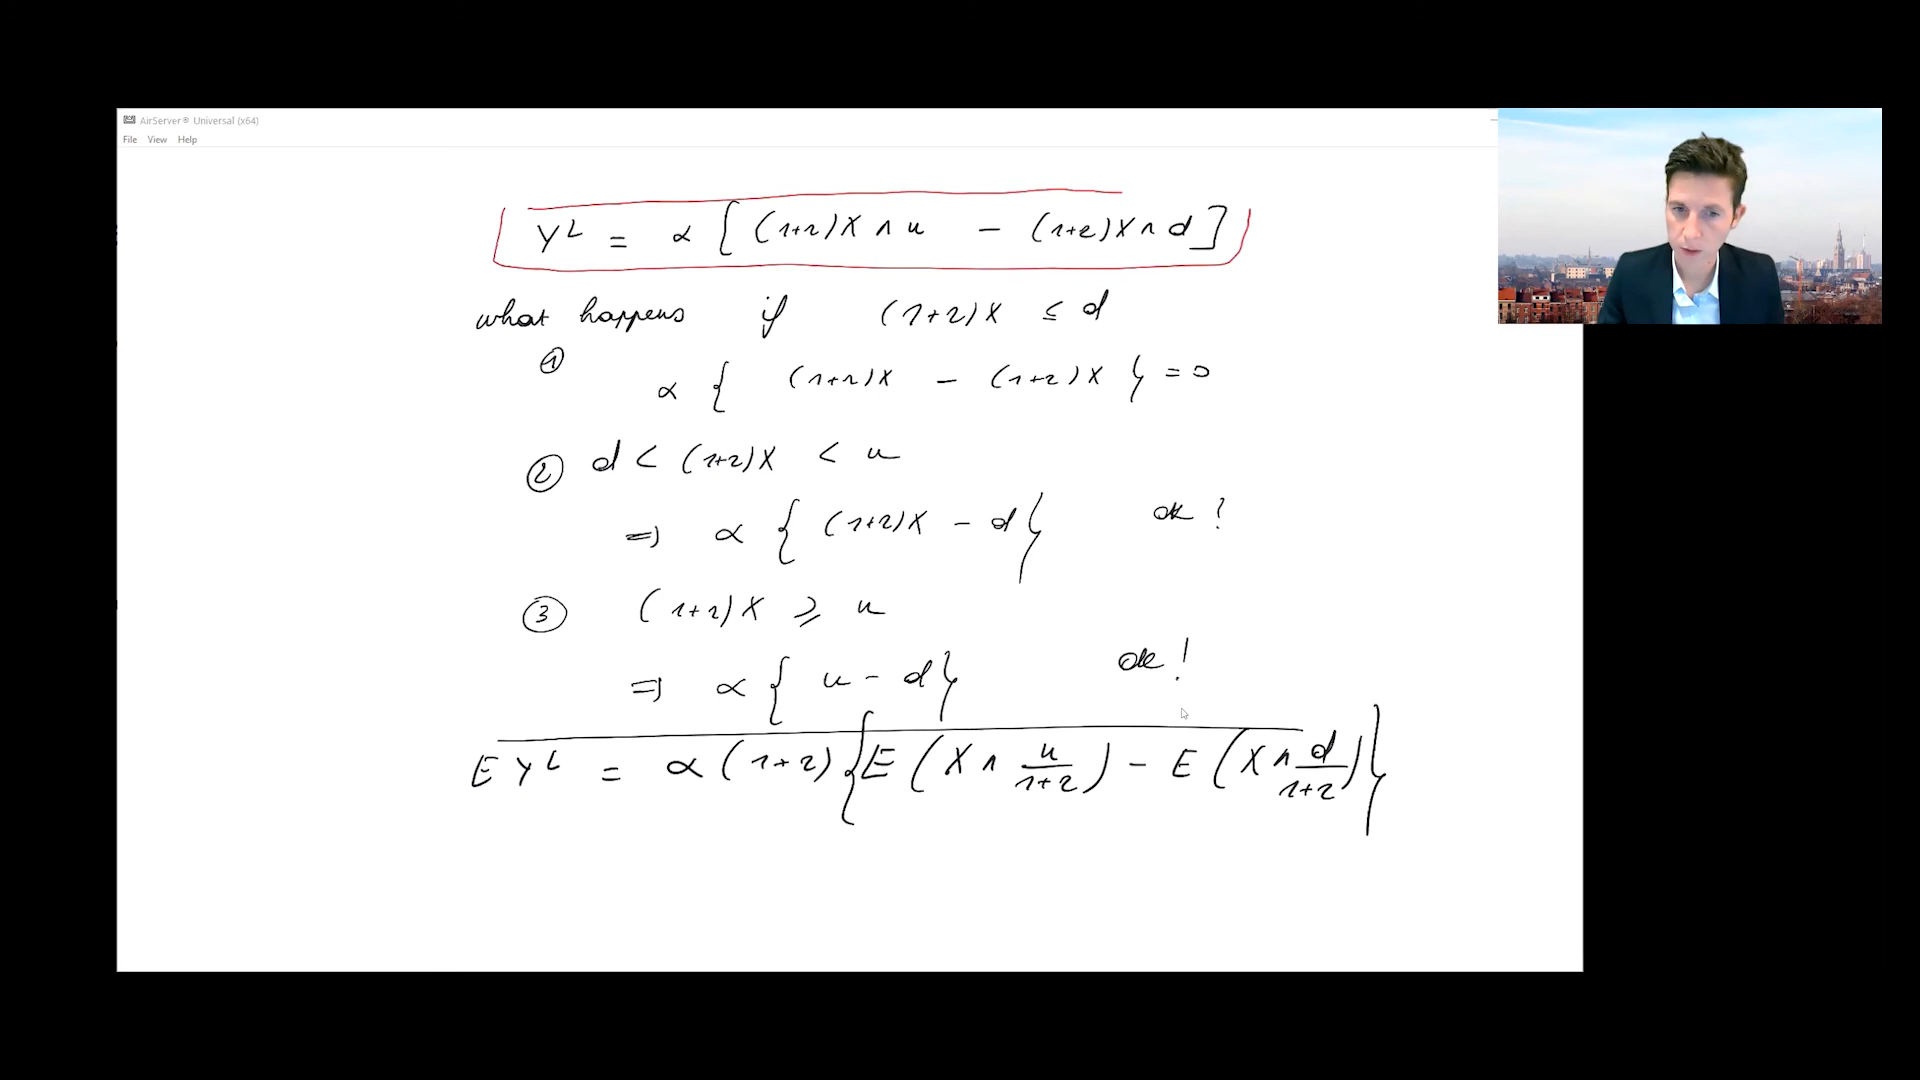 AirServer® Universal (x64)
File View Help
Y^L = α [ (1+r)X ∧ u - (1+r)X ∧ d ]
what happens if (1+r)X ≤ d
① α { (1+r)X - (1+r)X } = 0
② d < (1+r)X < u
⇒ α { (1+r)X - d } ok !
③ (1+r)X ⩾ u
⇒ α { u - d } ok !
E Y^L = α (1+r) { E ( X ∧ u/(1+r) ) - E ( X ∧ d/(1+r) ) }